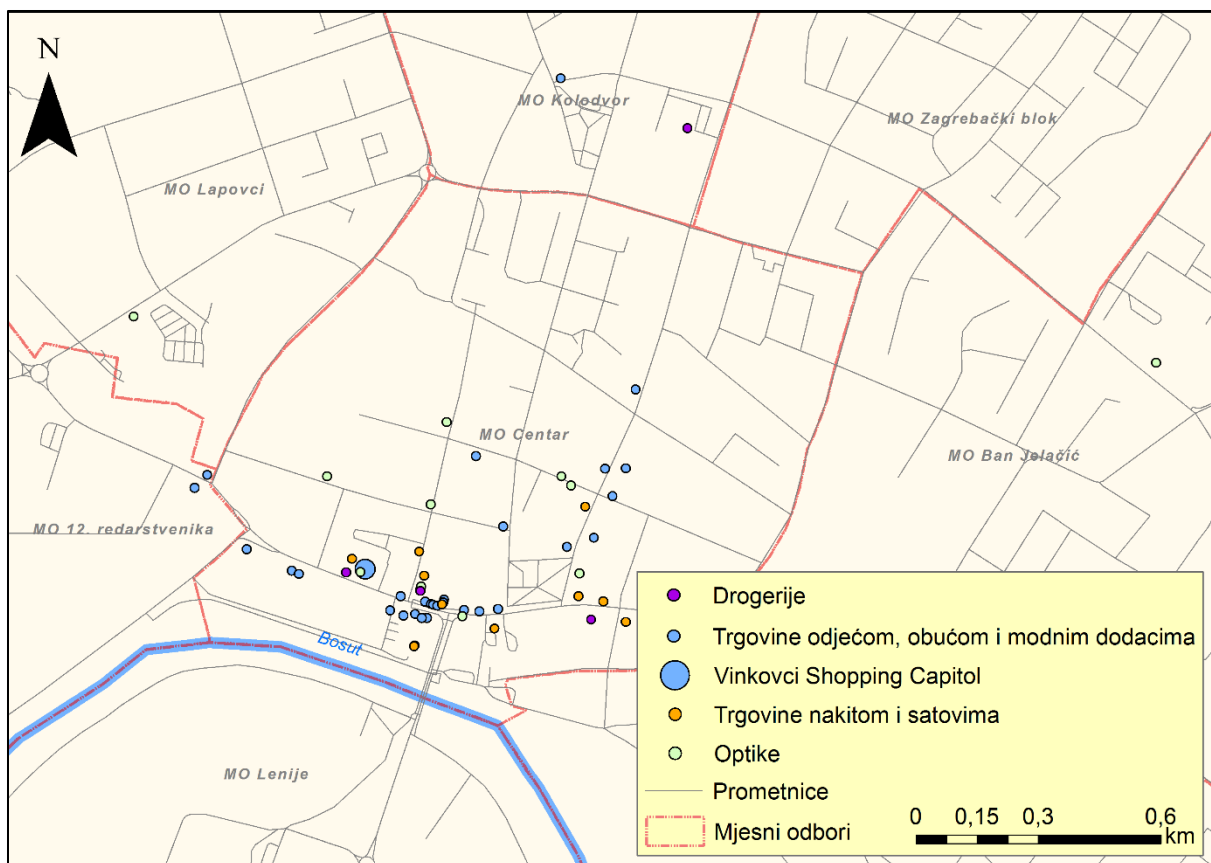 N
MO Kolodvor
MO Zagrebački blok
MO Lapovci
MO Centar
MO Ban Jelačić
MO 12. redarstvenika
Bosut
MO Lenije
Drogerije
Trgovine odjećom, obućom i modnim dodacima
Vinkovci Shopping Capitol
Trgovine nakitom i satovima
Optike
Prometnice
Mjesni odbori
0 0,15 0,3 0,6
km